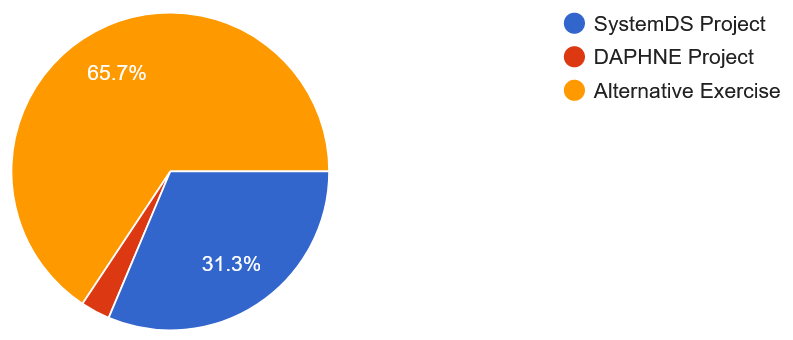 SystemDS Project
DAPHNE Project
Alternative Exercise
65.7%
31.3%